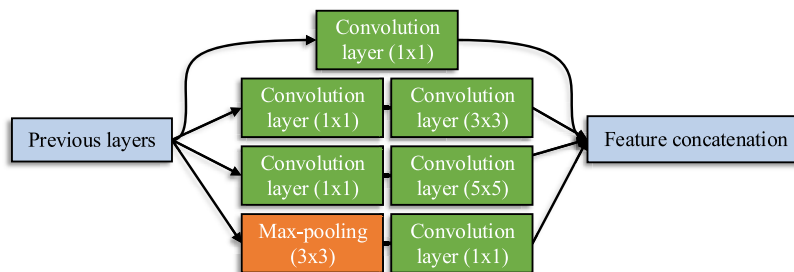 Convolution
layer (1x1)
Convolution
layer (1x1)
Convolution
layer (3x3)
Previous layers
Feature concatenation
Convolution
layer (1x1)
Convolution
layer (5x5)
Max-pooling
(3x3)
Convolution
layer (1x1)